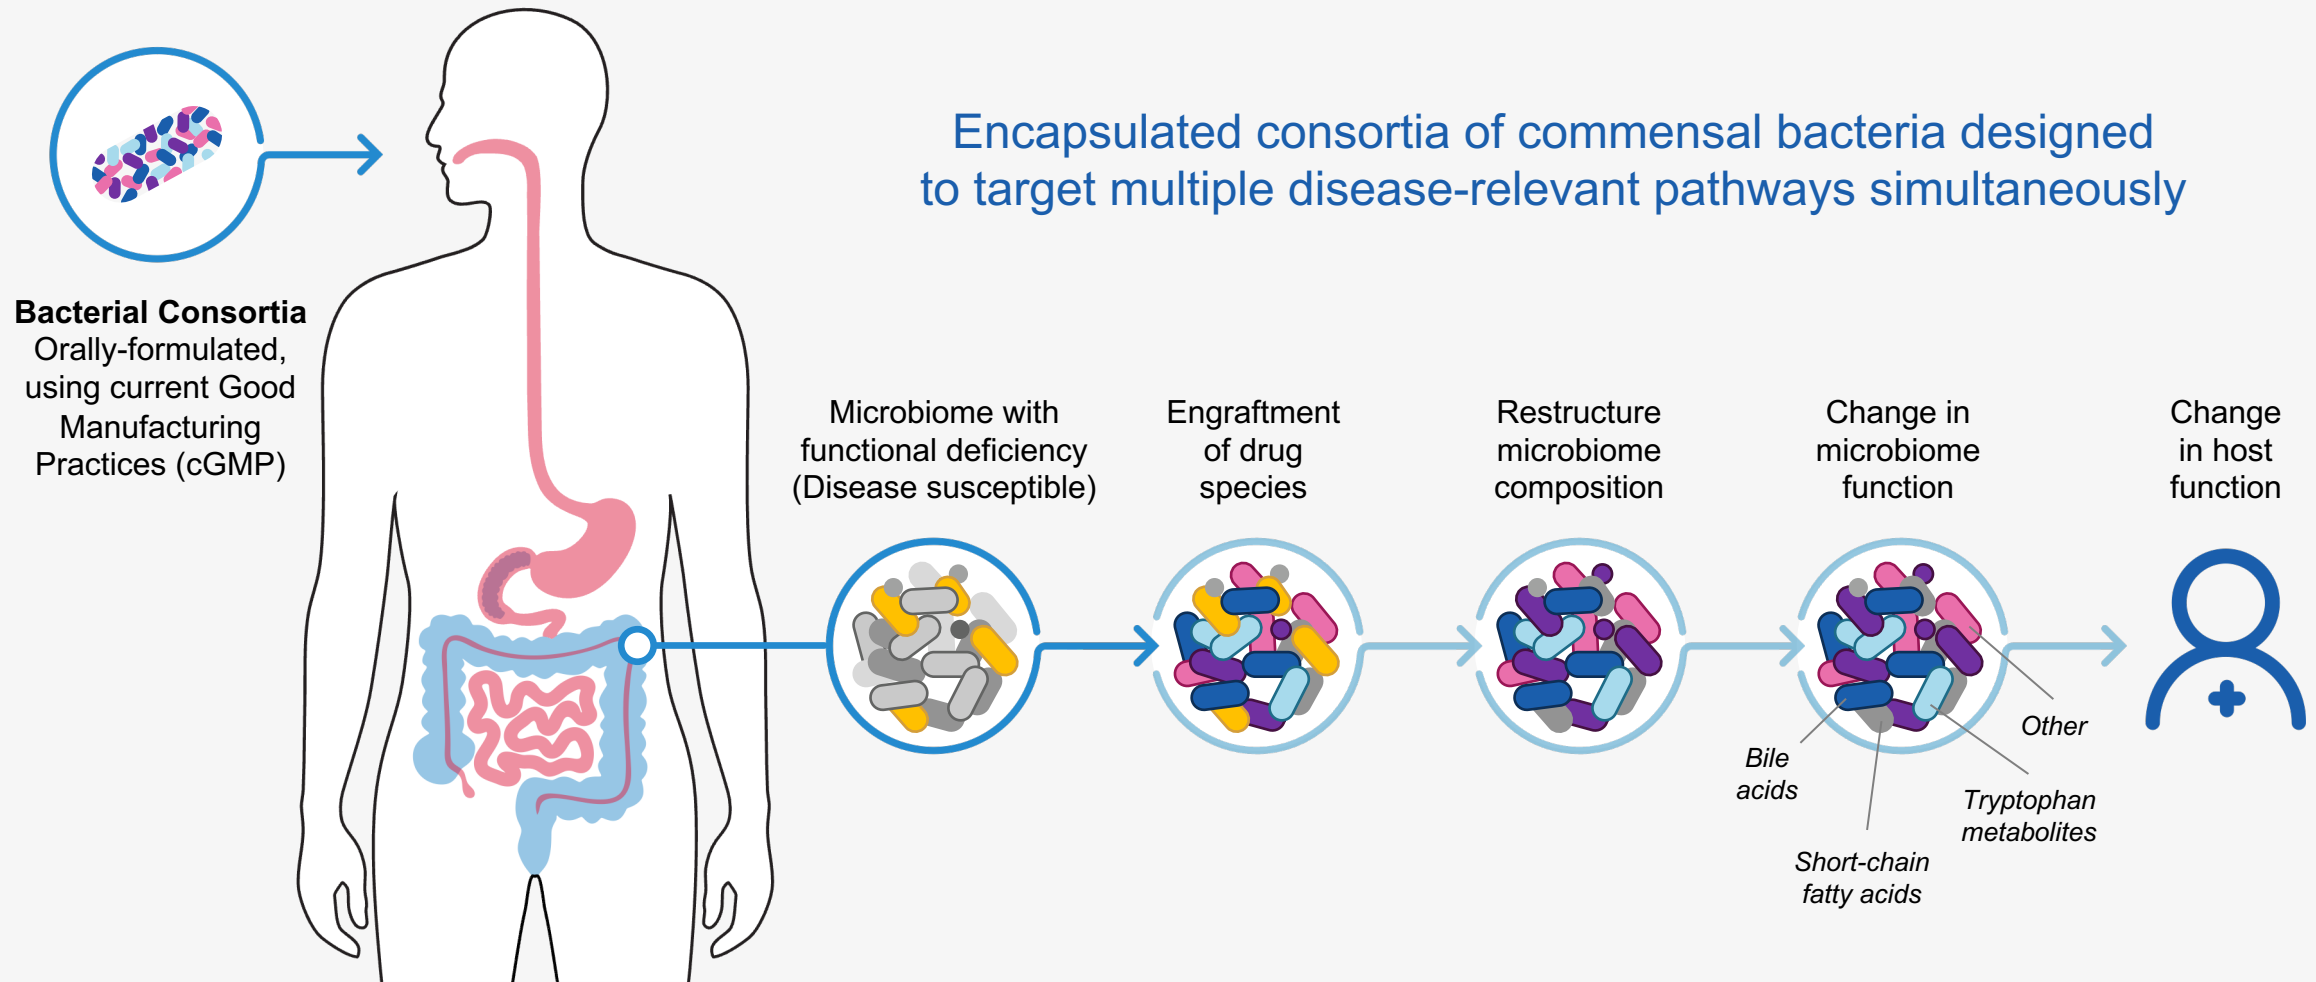 Encapsulated consortia of commensal bacteria designed
to target multiple disease-relevant pathways simultaneously
Bacterial Consortia
Orally-formulated,
using current Good
Manufacturing
Practices (cGMP)
Microbiome with
functional deficiency
(Disease susceptible)
Engraftment
of drug
species
Restructure
microbiome
composition
Change in
microbiome
function
Change
in host
function
Bile
acids
Short-chain
fatty acids
Tryptophan
metabolites
Other